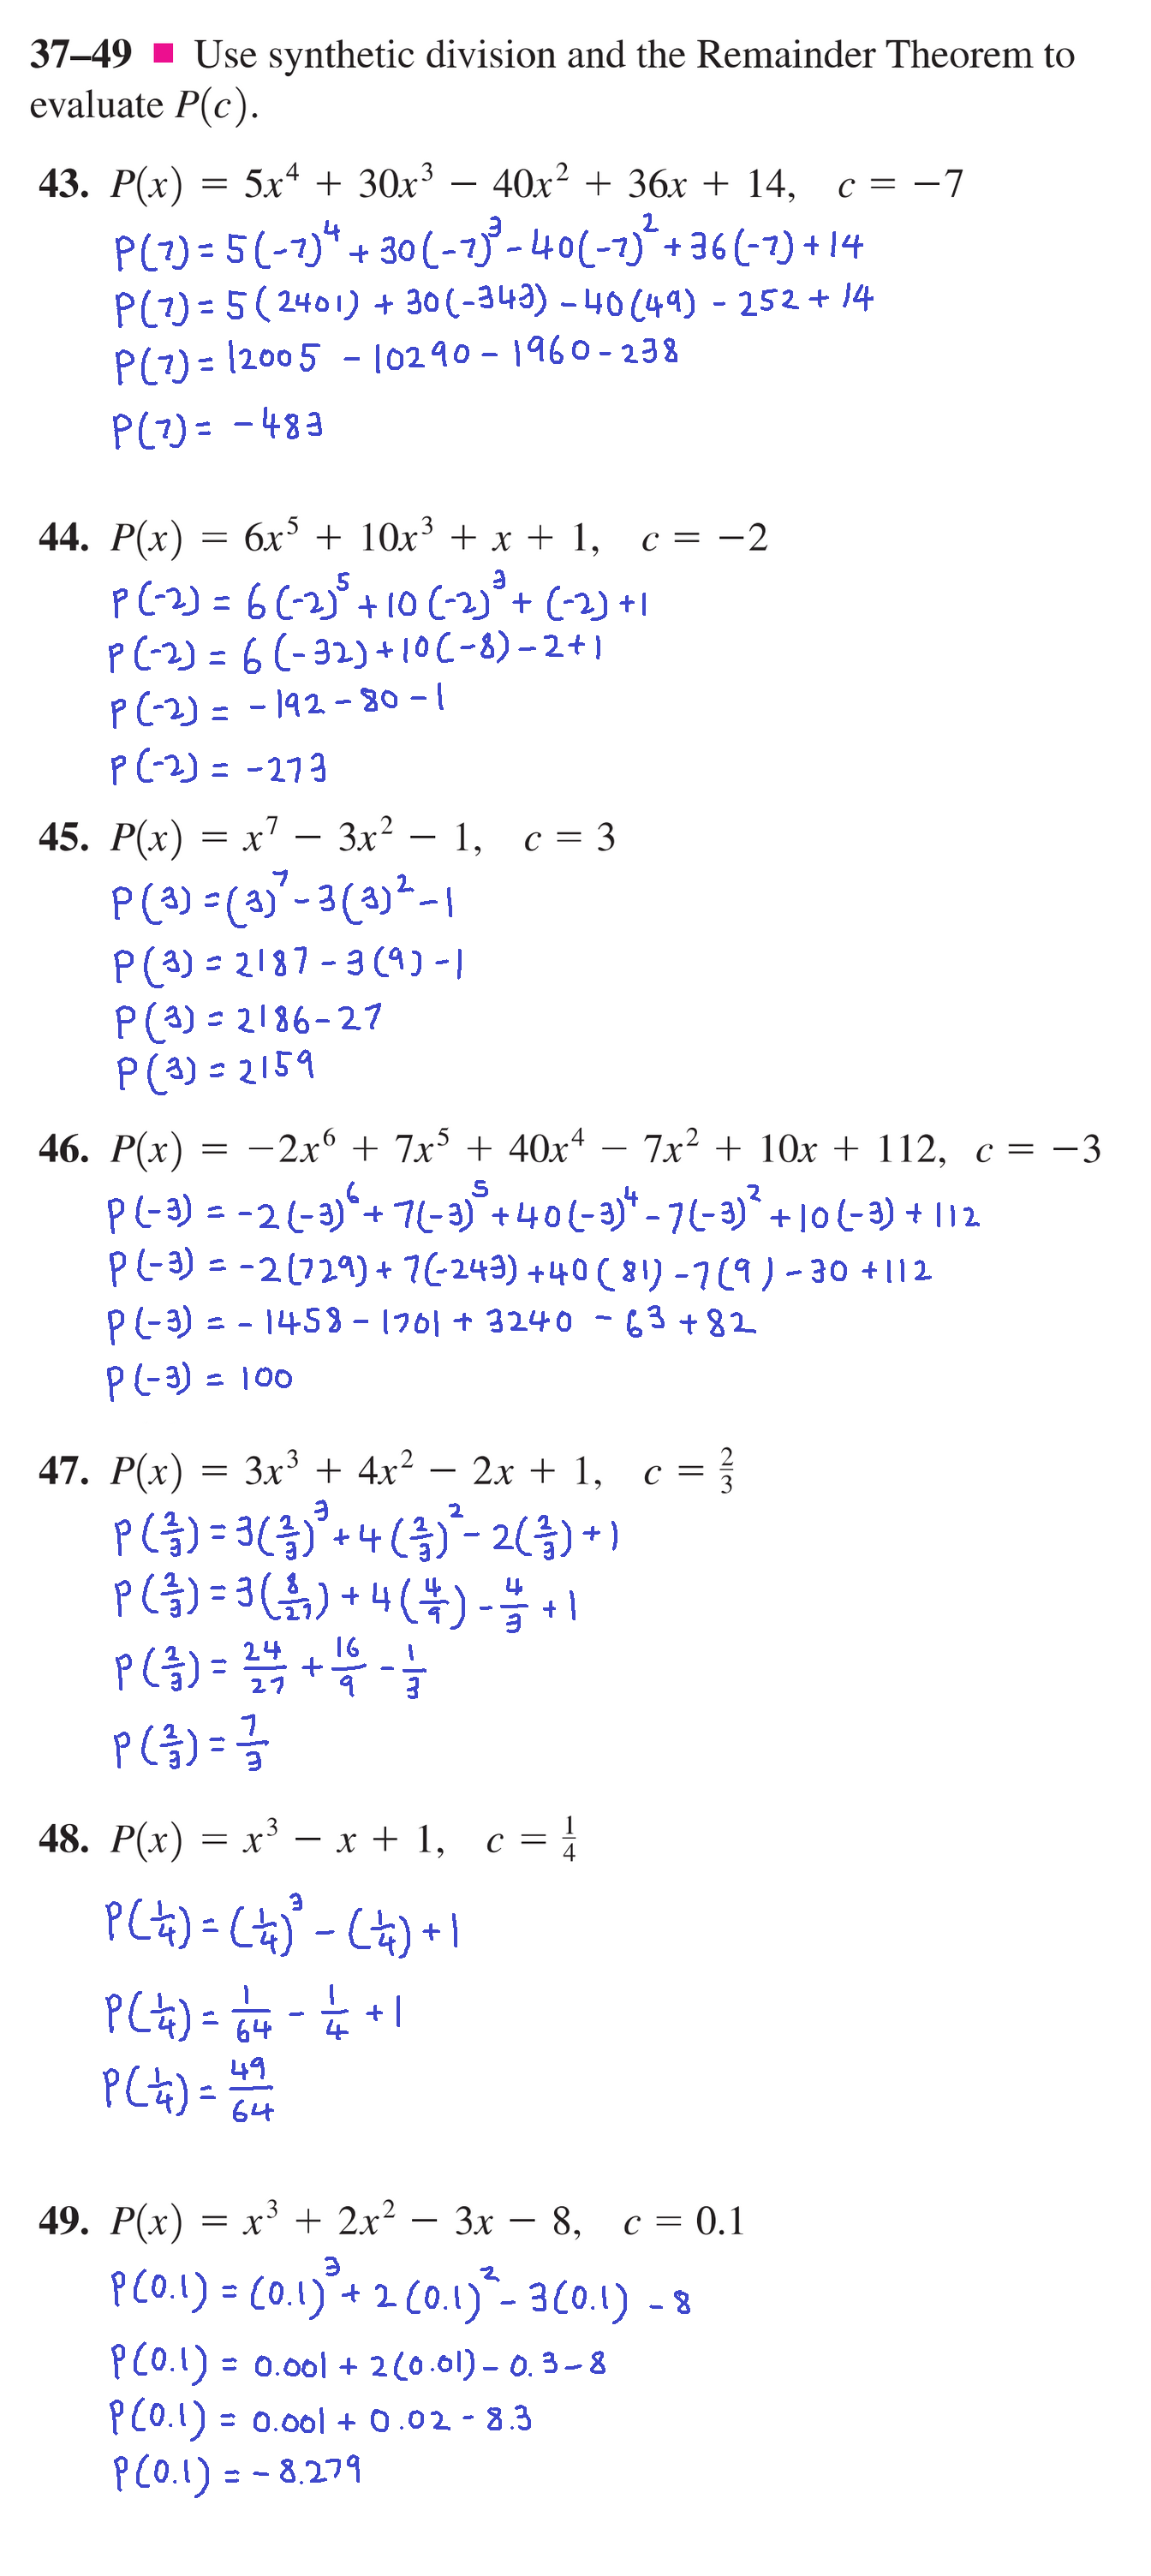 37–49 ■ Use synthetic division and the Remainder Theorem to
evaluate P(c).
43. P(x) = 5x⁴ + 30x³ − 40x² + 36x + 14, c = −7
P(7) = 5(-7)⁴ + 30(-7)³ - 40(-7)² + 36(-7) + 14
P(7) = 5(2401) + 30(-343) - 40(49) - 252 + 14
P(7) = 12005 - 10290 - 1960 - 238
P(7) = -483
44. P(x) = 6x⁵ + 10x³ + x + 1, c = −2
P(-2) = 6(-2)⁵ + 10(-2)³ + (-2) + 1
P(-2) = 6(-32) + 10(-8) - 2 + 1
P(-2) = -192 - 80 - 1
P(-2) = -273
45. P(x) = x⁷ − 3x² − 1, c = 3
P(3) = (3)⁷ - 3(3)² - 1
P(3) = 2187 - 3(9) - 1
P(3) = 2186 - 27
P(3) = 2159
46. P(x) = −2x⁶ + 7x⁵ + 40x⁴ − 7x² + 10x + 112, c = −3
P(-3) = -2(-3)⁶ + 7(-3)⁵ + 40(-3)⁴ - 7(-3)² + 10(-3) + 112
P(-3) = -2(729) + 7(-243) + 40(81) - 7(9) - 30 + 112
P(-3) = -1458 - 1701 + 3240 - 63 + 82
P(-3) = 100
47. P(x) = 3x³ + 4x² − 2x + 1, c = 2/3
P(2/3) = 3(2/3)³ + 4(2/3)² - 2(2/3) + 1
P(2/3) = 3(8/27) + 4(4/9) - 4/3 + 1
P(2/3) = 24/27 + 16/9 - 1/3
P(2/3) = 7/3
48. P(x) = x³ − x + 1, c = 1/4
P(1/4) = (1/4)³ - (1/4) + 1
P(1/4) = 1/64 - 1/4 + 1
P(1/4) = 49/64
49. P(x) = x³ + 2x² − 3x − 8, c = 0.1
P(0.1) = (0.1)³ + 2(0.1)² - 3(0.1) - 8
P(0.1) = 0.001 + 2(0.01) - 0.3 - 8
P(0.1) = 0.001 + 0.02 - 8.3
P(0.1) = -8.279